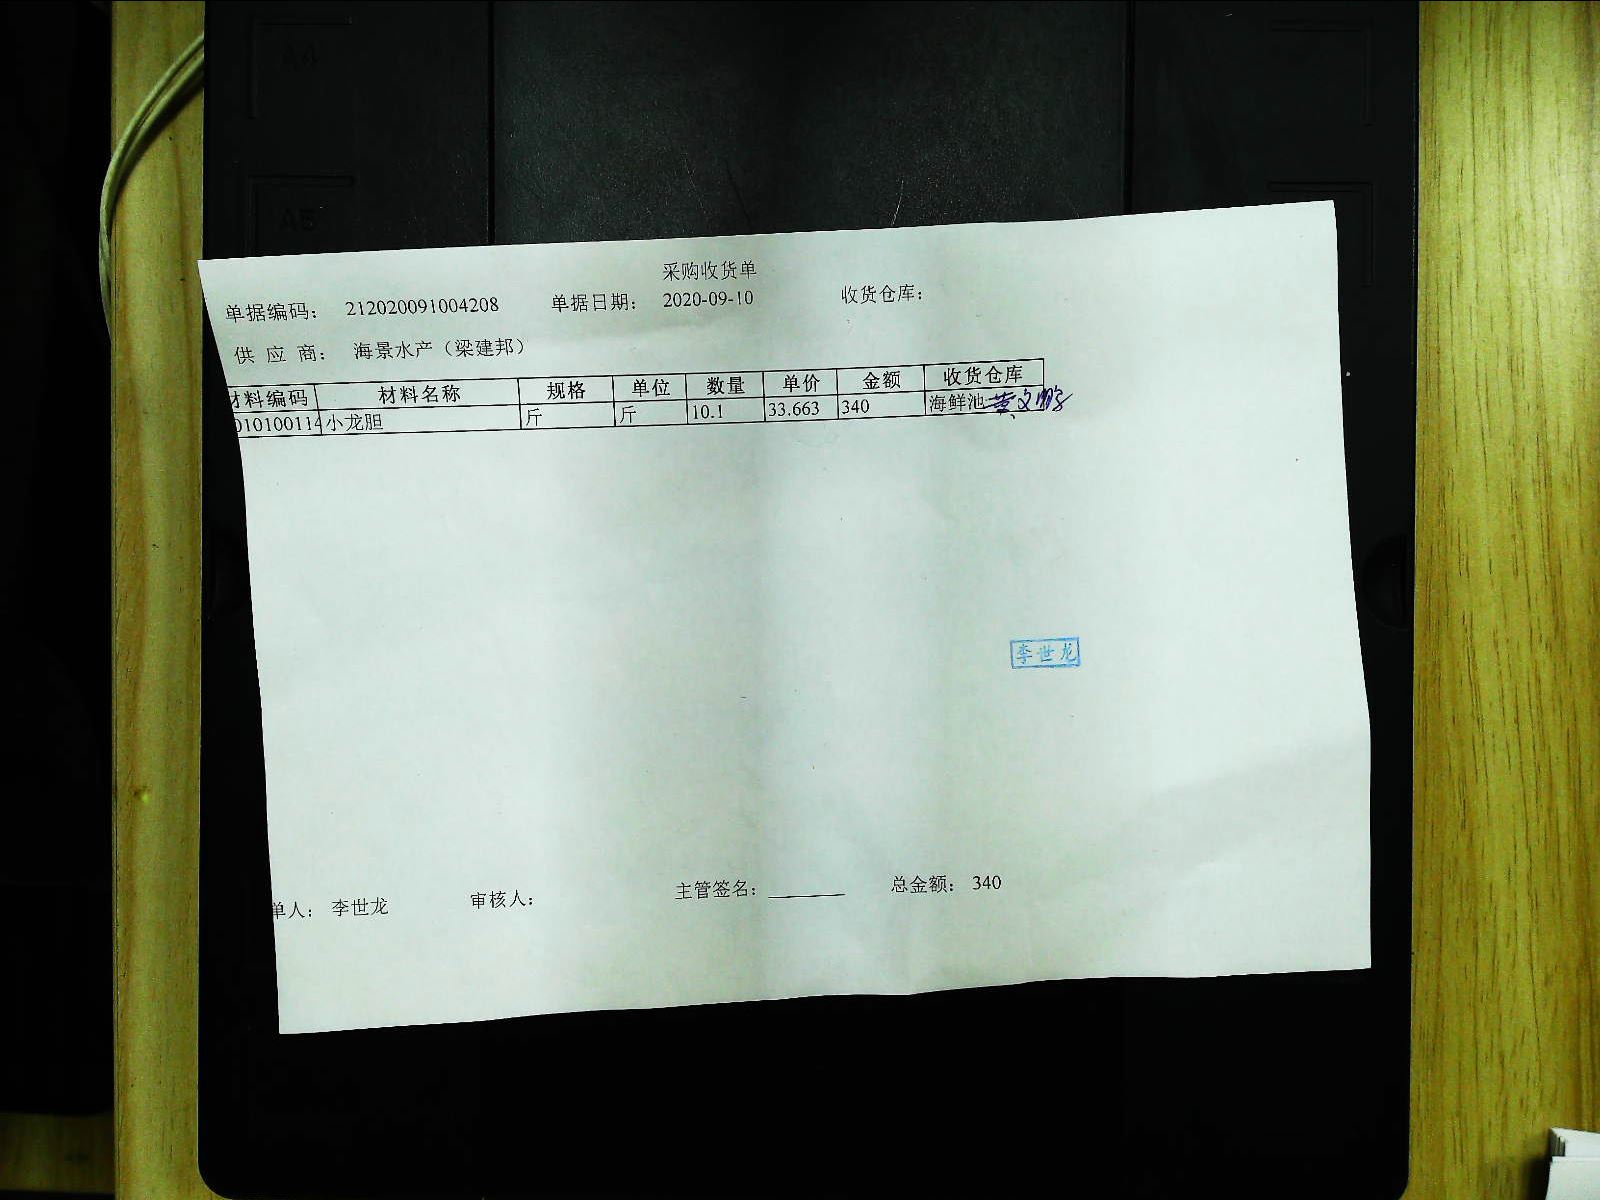 采购收货单
单据编码： 212020091004208 单据日期： 2020-09-10 收货仓库：
供 应 商： 海景水产（梁建邦）
材料编码 材料名称 规格 单位 数量 单价 金额 收货仓库
010100114 小龙胆 斤 斤 10.1 33.663 340 海鲜池 黄文鹏
李世龙
单人： 李世龙 审核人： 主管签名： 总金额： 340